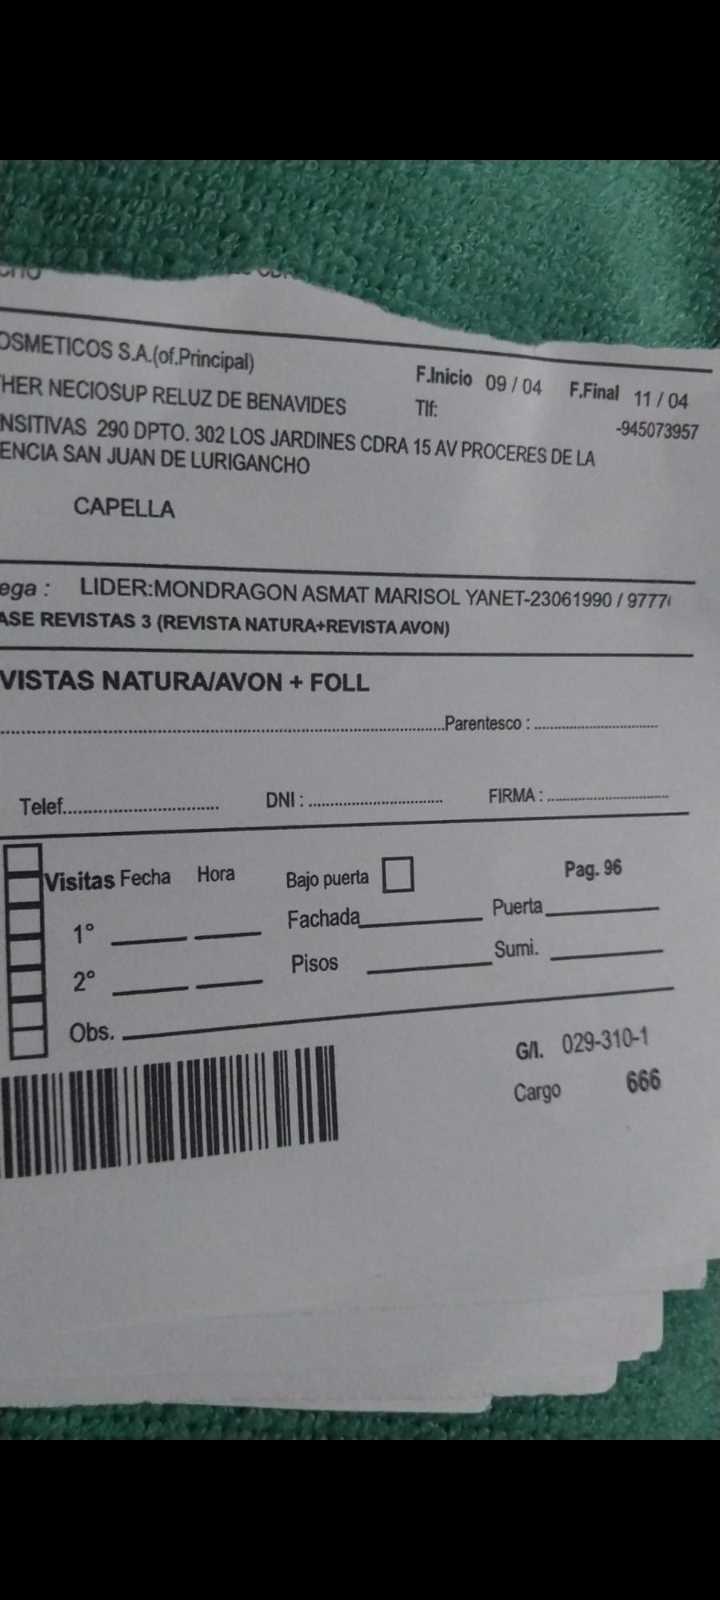 OSMETICOS S.A.(of.Principal)
F.Inicio 09 / 04 F.Final 11 / 04
HER NECIOSUP RELUZ DE BENAVIDES
Tlf: -945073957
NSITIVAS 290 DPTO. 302 LOS JARDINES CDRA 15 AV PROCERES DE LA
ENCIA SAN JUAN DE LURIGANCHO
CAPELLA
ega : LIDER:MONDRAGON ASMAT MARISOL YANET-23061990 / 9777
ASE REVISTAS 3 (REVISTA NATURA+REVISTA AVON)
VISTAS NATURA/AVON + FOLL
Parentesco :
Telef. DNI : FIRMA :
Visitas Fecha Hora Bajo puerta Pag. 96
1° Fachada Puerta
2° Pisos Sumi.
Obs.
G/I. 029-310-1
Cargo 666